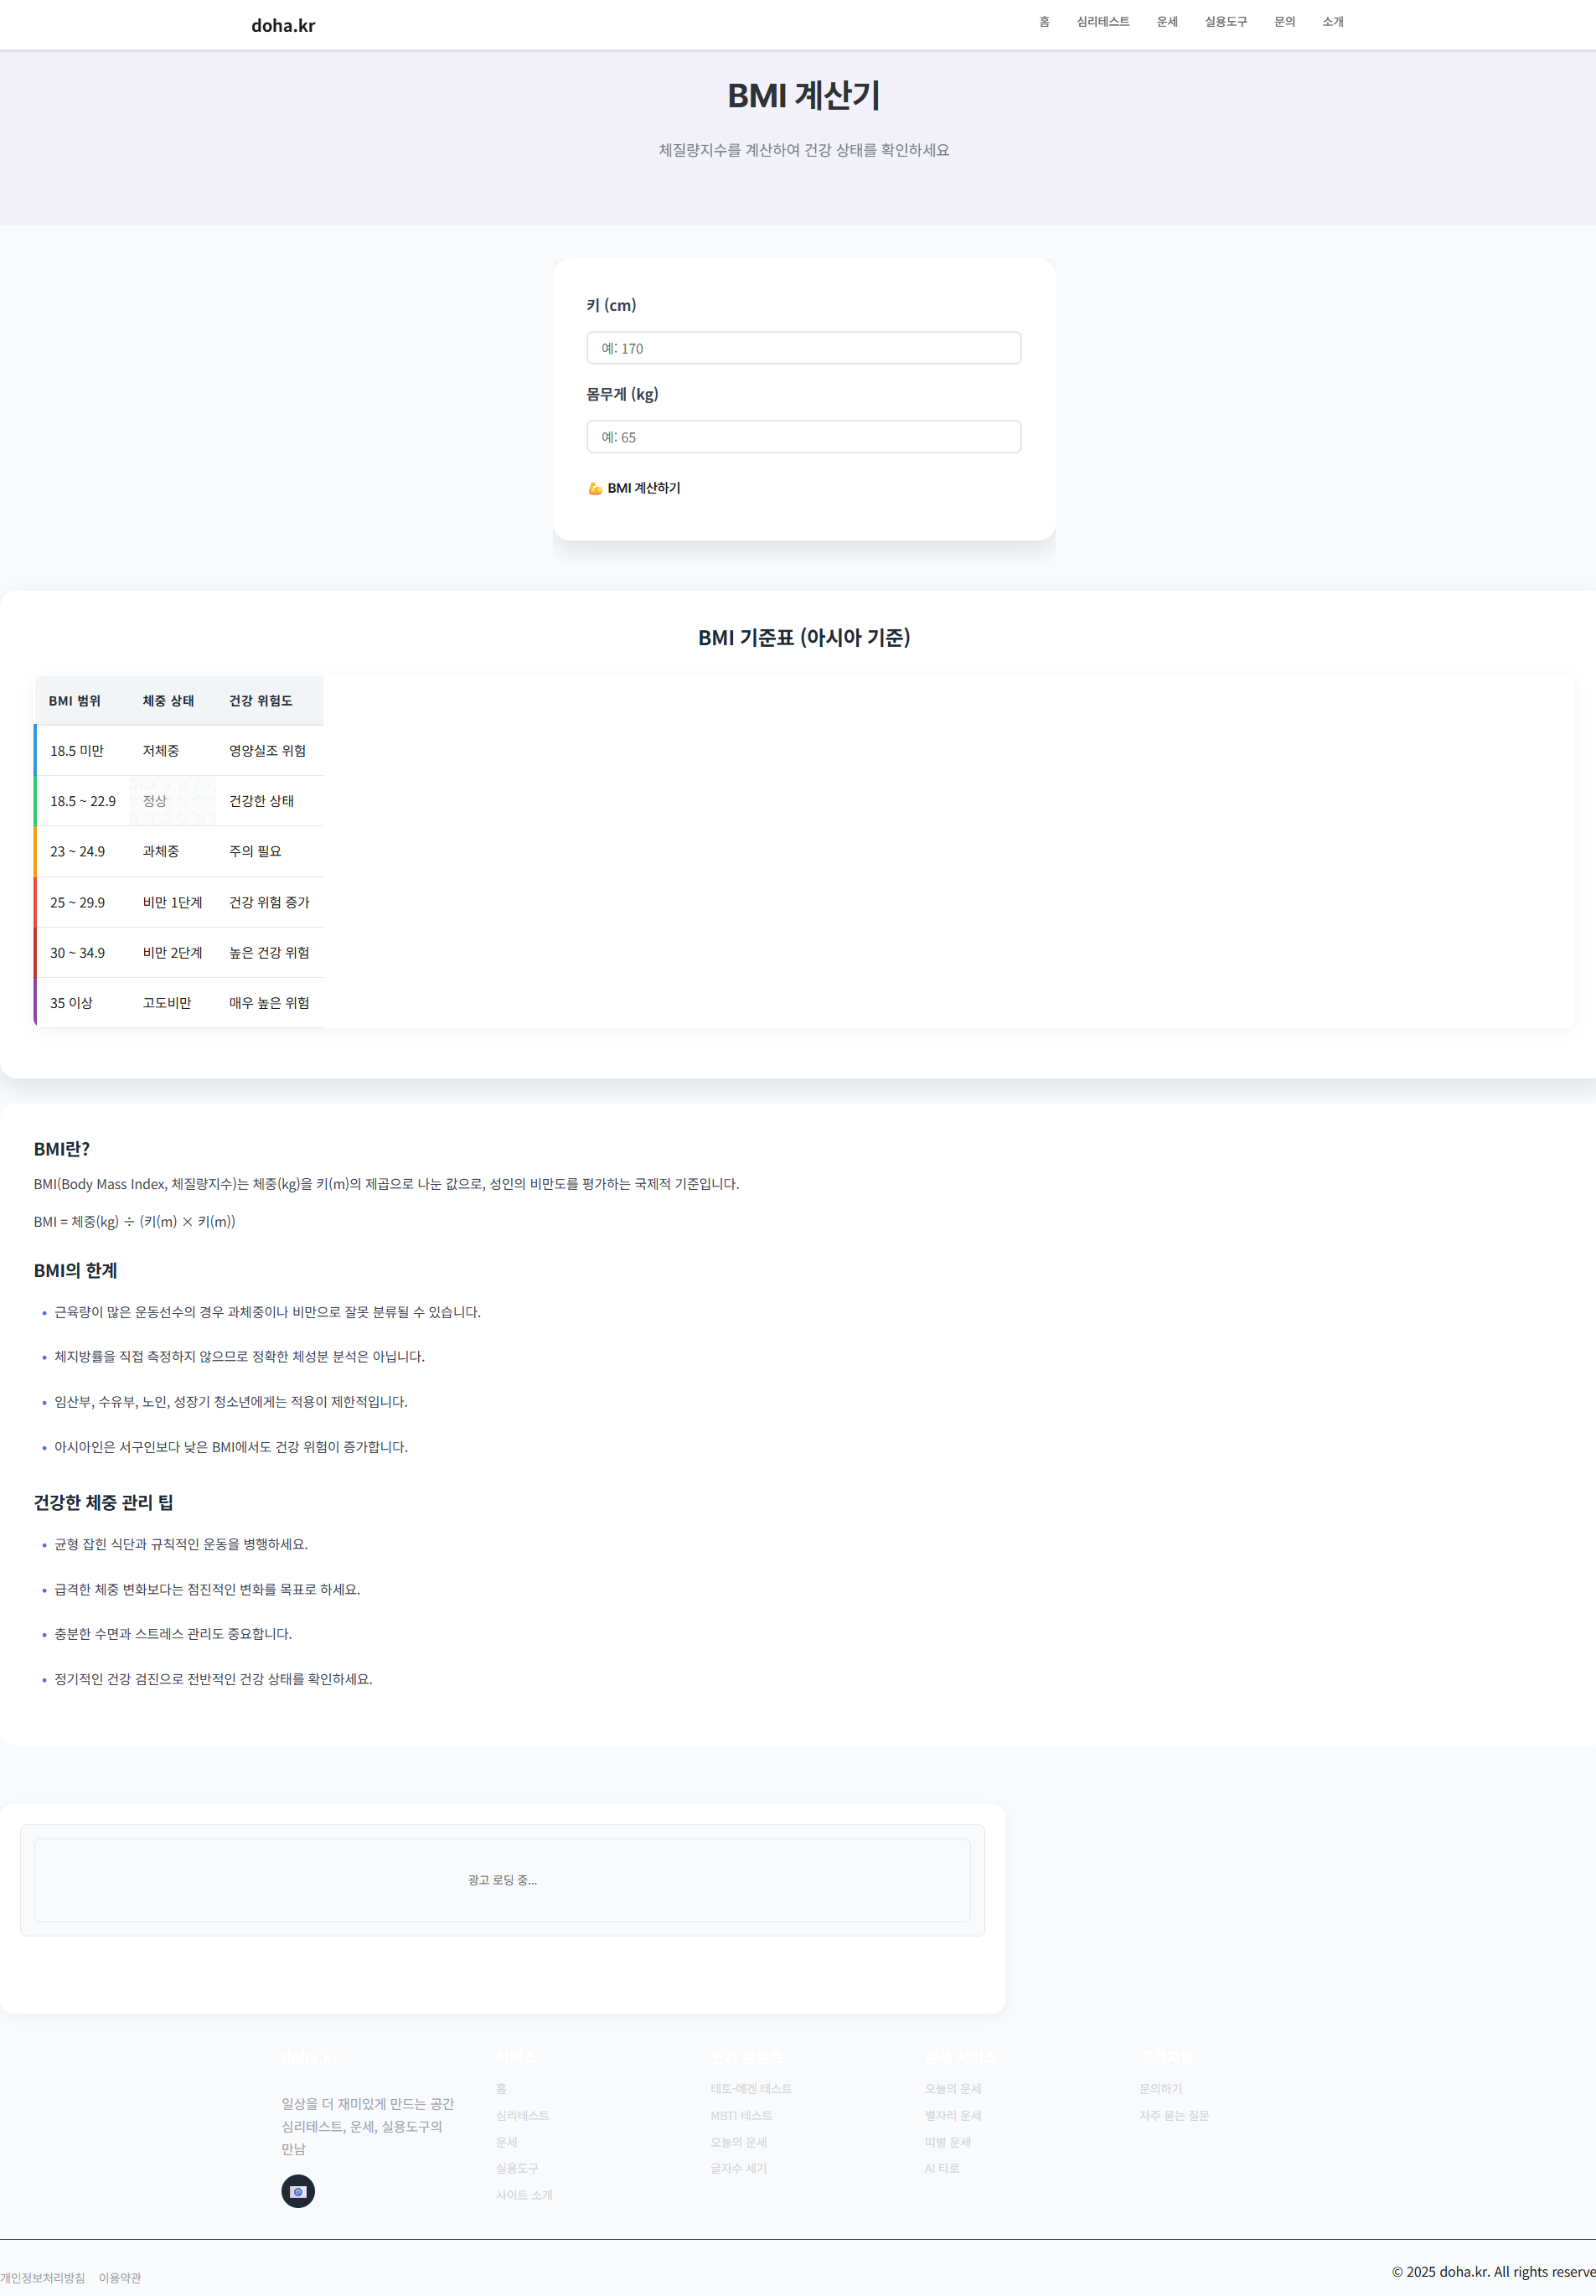 doha.kr
홈 심리테스트 운세 실용도구 문의 소개
BMI 계산기
체질량지수를 계산하여 건강 상태를 확인하세요
키 (cm)
예: 170
몸무게 (kg)
예: 65
💪 BMI 계산하기
BMI 기준표 (아시아 기준)
BMI 범위 체중 상태 건강 위험도
18.5 미만 저체중 영양실조 위험
18.5 ~ 22.9 정상 건강한 상태
23 ~ 24.9 과체중 주의 필요
25 ~ 29.9 비만 1단계 건강 위험 증가
30 ~ 34.9 비만 2단계 높은 건강 위험
35 이상 고도비만 매우 높은 위험
BMI란?
BMI(Body Mass Index, 체질량지수)는 체중(kg)을 키(m)의 제곱으로 나눈 값으로, 성인의 비만도를 평가하는 국제적 기준입니다.
BMI = 체중(kg) ÷ (키(m) × 키(m))
BMI의 한계
• 근육량이 많은 운동선수의 경우 과체중이나 비만으로 잘못 분류될 수 있습니다.
• 체지방률을 직접 측정하지 않으므로 정확한 체성분 분석은 아닙니다.
• 임산부, 수유부, 노인, 성장기 청소년에게는 적용이 제한적입니다.
• 아시아인은 서구인보다 낮은 BMI에서도 건강 위험이 증가합니다.
건강한 체중 관리 팁
• 균형 잡힌 식단과 규칙적인 운동을 병행하세요.
• 급격한 체중 변화보다는 점진적인 변화를 목표로 하세요.
• 충분한 수면과 스트레스 관리도 중요합니다.
• 정기적인 건강 검진으로 전반적인 건강 상태를 확인하세요.
광고 로딩 중...
doha.kr
일상을 더 재미있게 만드는 공간
심리테스트, 운세, 실용도구의
만남
서비스
홈
심리테스트
운세
실용도구
사이트 소개
인기 콘텐츠
테토-에겐 테스트
MBTI 테스트
오늘의 운세
글자수 세기
운세 서비스
오늘의 운세
별자리 운세
띠별 운세
AI 타로
고객지원
문의하기
자주 묻는 질문
개인정보처리방침 이용약관
© 2025 doha.kr. All rights reserve